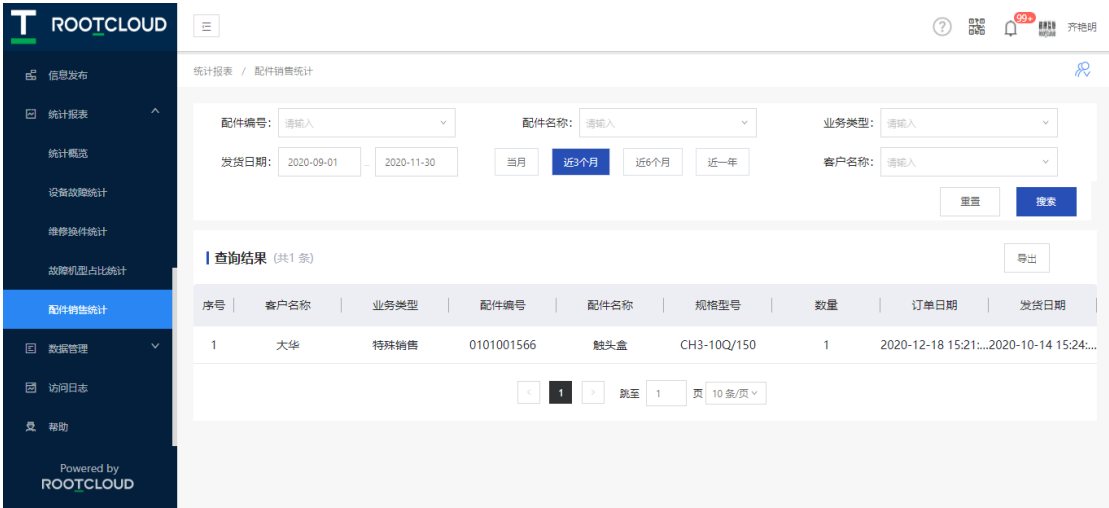 ROOTCLOUD
99+
齐艳明
信息发布
统计报表
统计概览
设备故障统计
维修换件统计
故障机型占比统计
配件销售统计
数据管理
访问日志
帮助
Powered by
ROOTCLOUD
统计报表 / 配件销售统计
配件编号： 请输入 配件名称： 请输入 业务类型： 请输入
发货日期： 2020-09-01 - 2020-11-30 当月 近3个月 近6个月 近一年 客户名称： 请输入
重置 搜索
查询结果 (共1 条) 导出
序号 客户名称 业务类型 配件编号 配件名称 规格型号 数量 订单日期 发货日期
1 大华 特殊销售 0101001566 触头盒 CH3-10Q/150 1 2020-12-18 15:21:... 2020-10-14 15:24:...
< 1 > 跳至 1 页 10 条/页